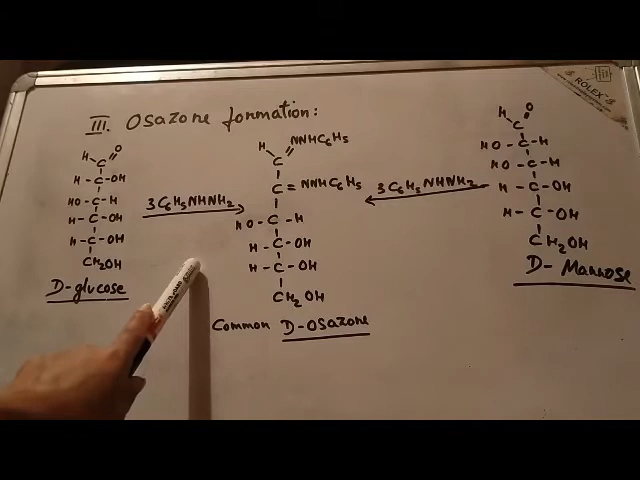 III. Osazone formation:
H O
C
H - C - OH
HO - C - H
H - C - OH
H - C - OH
CH2OH
D-glucose
3C6H5NHNH2
H NNHC6H5
C
C = NNHC6H5
HO - C - H
H - C - OH
H - C - OH
CH2OH
Common D-Osazone
3C6H5NHNH2
H O
C
HO - C - H
HO - C - H
H - C - OH
H - C - OH
CH2OH
D- Mannose
ROLEX